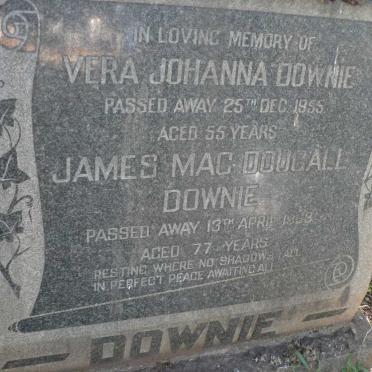 IN LOVING MEMORY OF
VERA JOHANNA DOWNIE
PASSED AWAY 25TH DEC 1955
AGED 55 YEARS
JAMES MAC DOUGALL
DOWNIE
PASSED AWAY 13TH APRIL
AGED 77 YEARS
RESTING WHERE NO SHADOWS FALL
IN PERFECT PEACE AWAITING ALL
DOWNIE